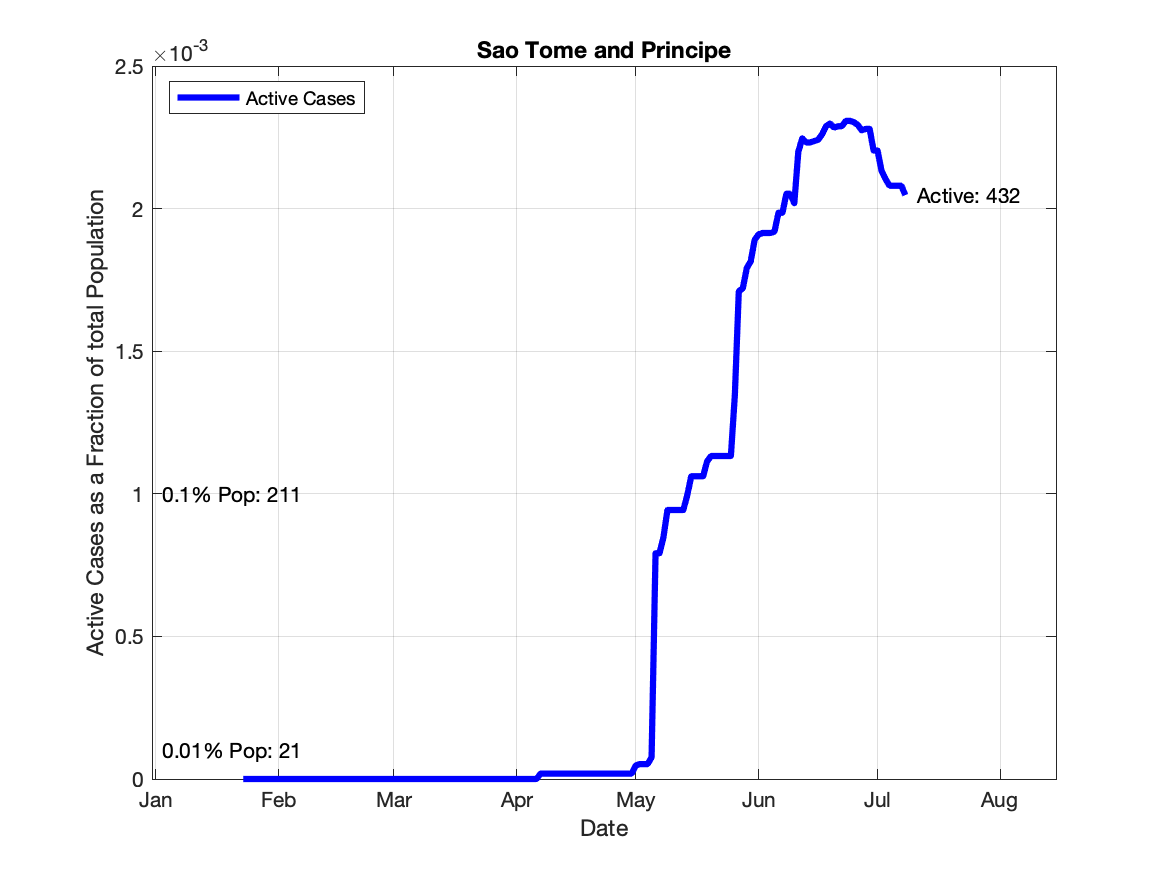 Sao Tome and Principe
×10-3
2.5
Active Cases
2
Active: 432
1.5
1
0.1% Pop: 211
0.5
0.01% Pop: 21
0
Active Cases as a Fraction of total Population
Jan Feb Mar Apr May Jun Jul Aug
Date